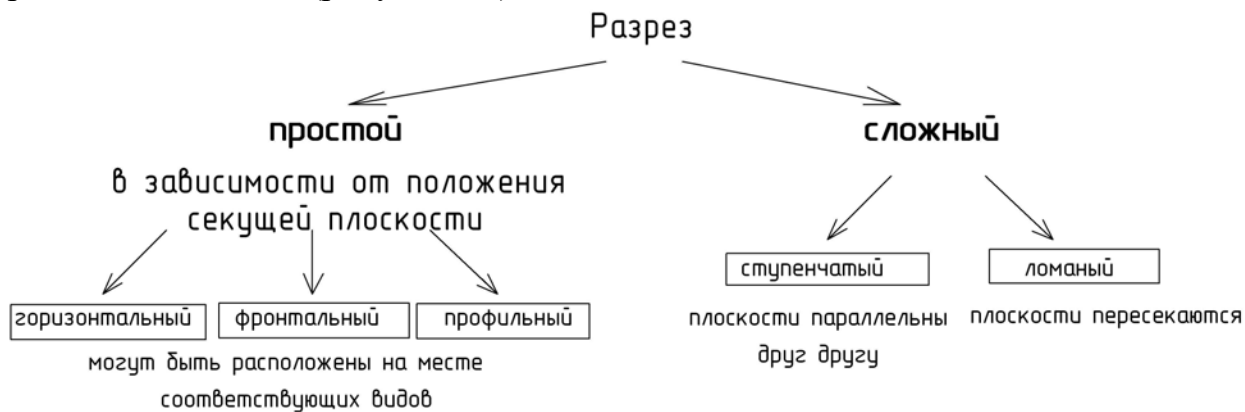 Разрез
простой
сложный
в зависимости от положения
секущей плоскости
ступенчатый
ломаный
горизонтальный
фронтальный
профильный
плоскости параллельны
друг другу
плоскости пересекаются
могут быть расположены на месте
соответствующих видов